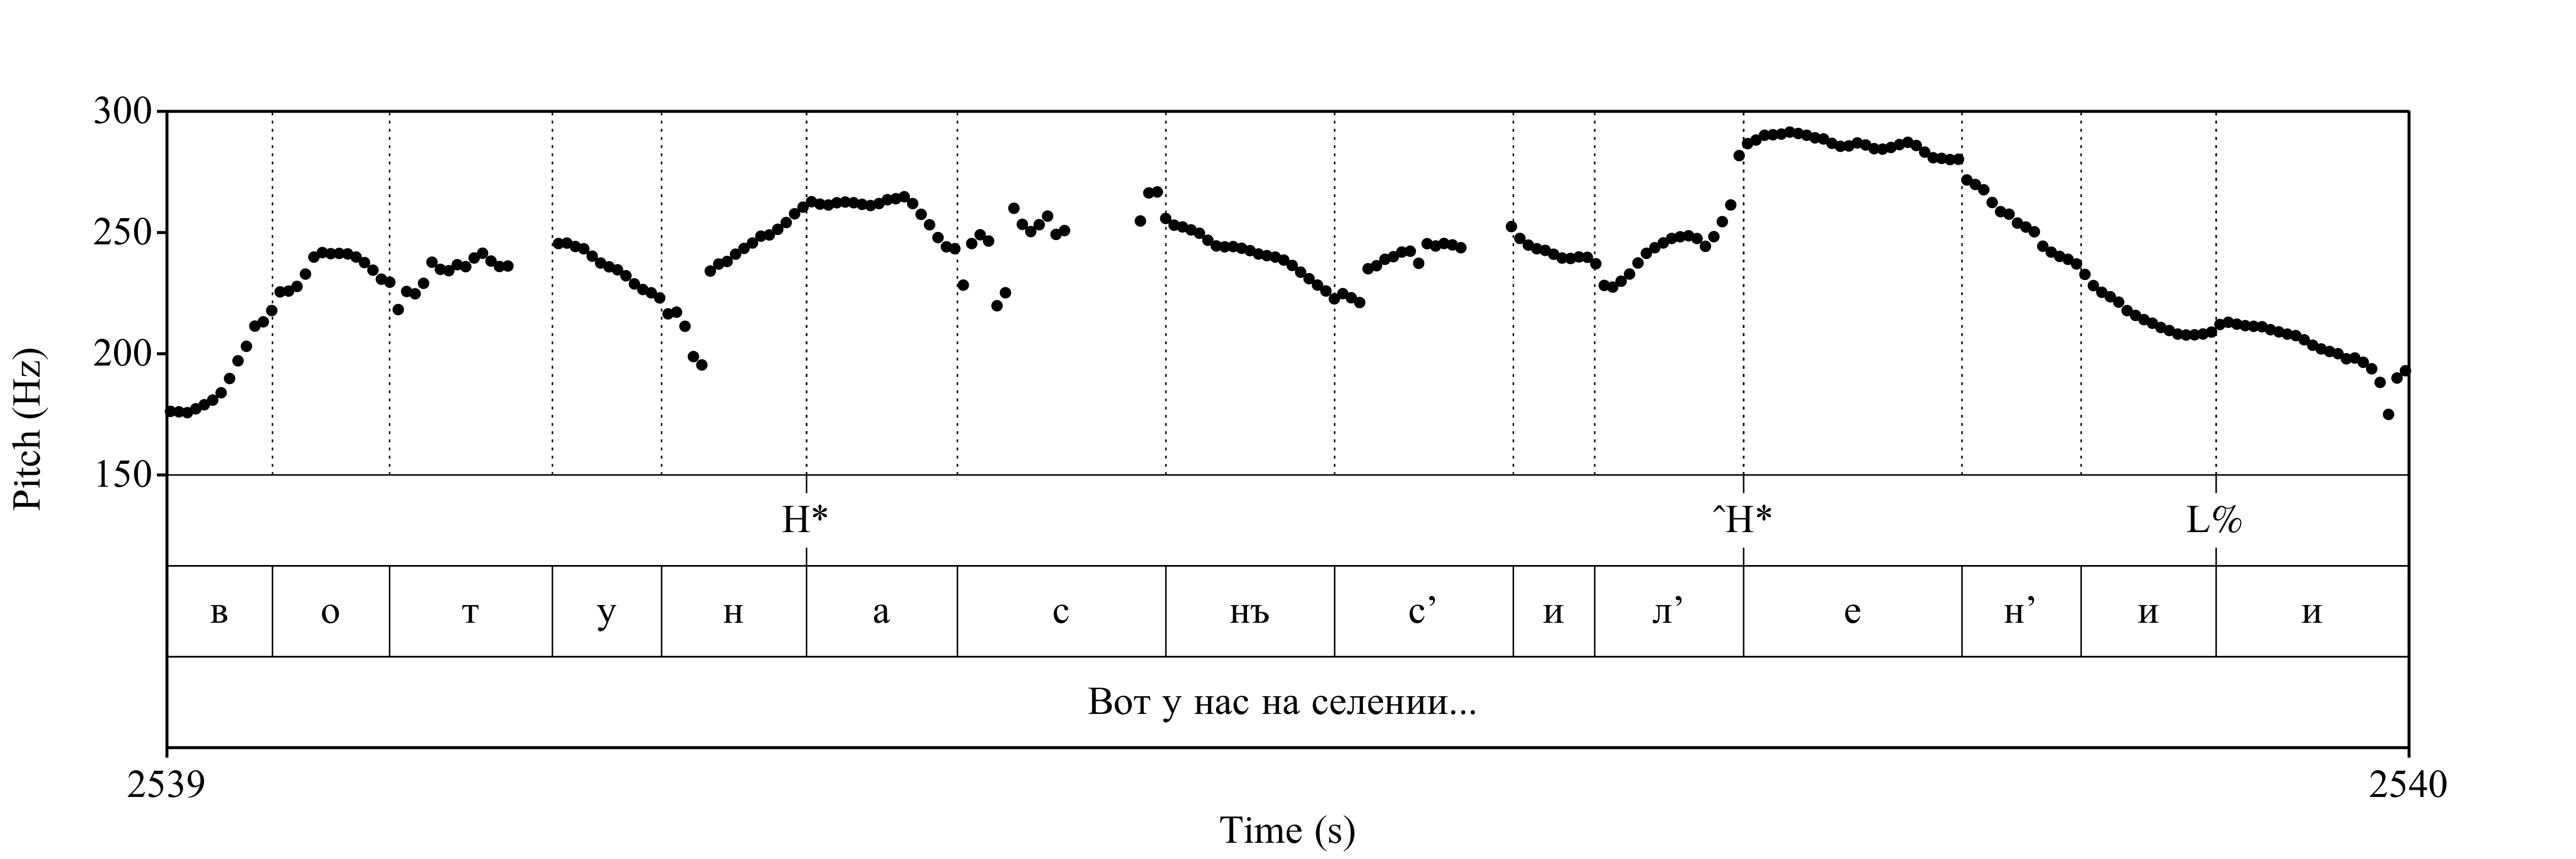 300
250
200
150
Pitch (Hz)
H* ˆH* L%
в о т у н а с нъ с’ и л’ е н’ и и
Вот у нас на селении...
2539 2540
Time (s)